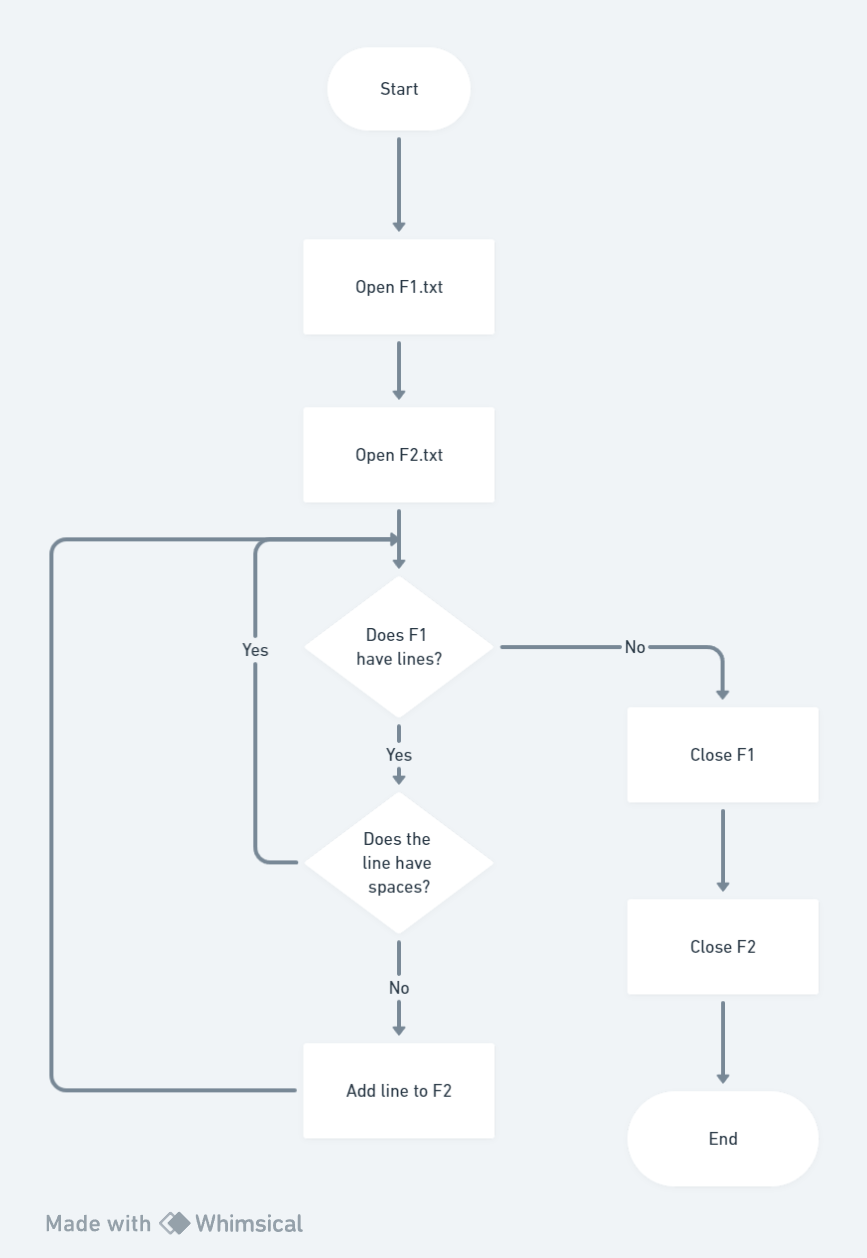 Start
Open F1.txt
Open F2.txt
Does F1
have lines?
No
Yes
Yes
Close F1
Does the
line have
spaces?
Close F2
No
Add line to F2
End
Made with Whimsical